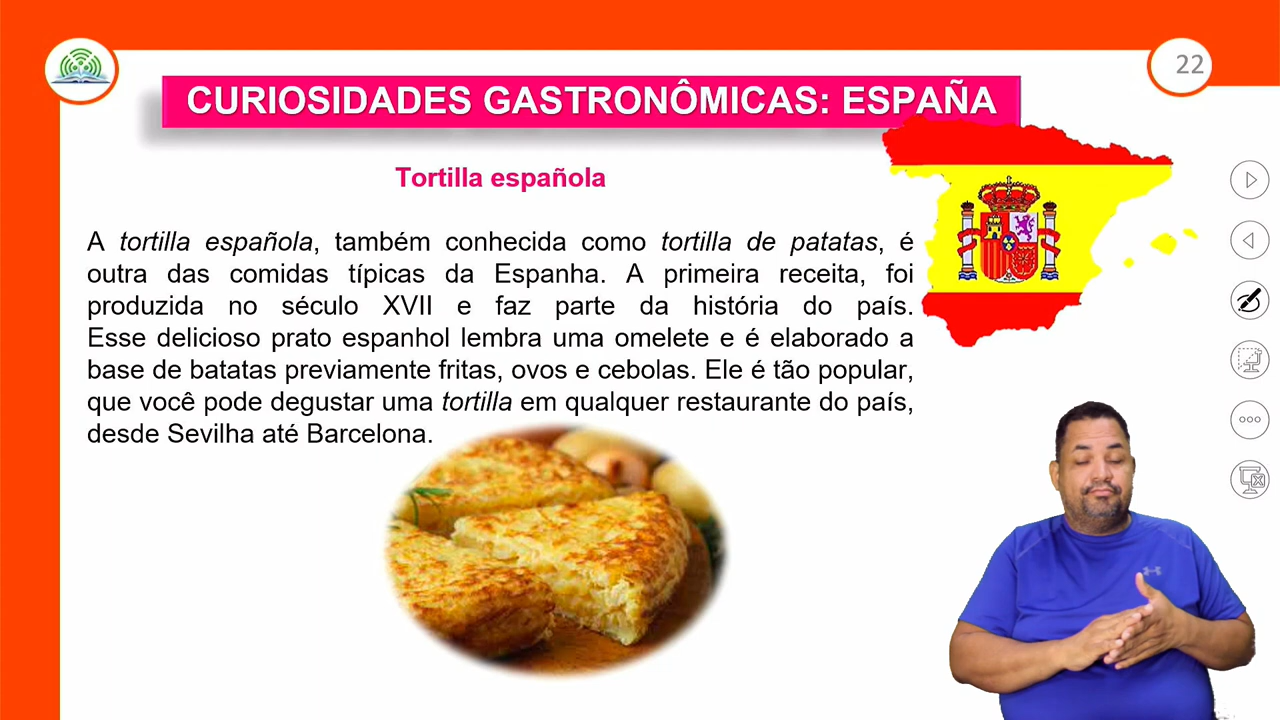 22
CURIOSIDADES GASTRONÔMICAS: ESPAÑA
Tortilla española
A tortilla española, também conhecida como tortilla de patatas, é
outra das comidas típicas da Espanha. A primeira receita, foi
produzida no século XVII e faz parte da história do país.
Esse delicioso prato espanhol lembra uma omelete e é elaborado a
base de batatas previamente fritas, ovos e cebolas. Ele é tão popular,
que você pode degustar uma tortilla em qualquer restaurante do país,
desde Sevilha até Barcelona.